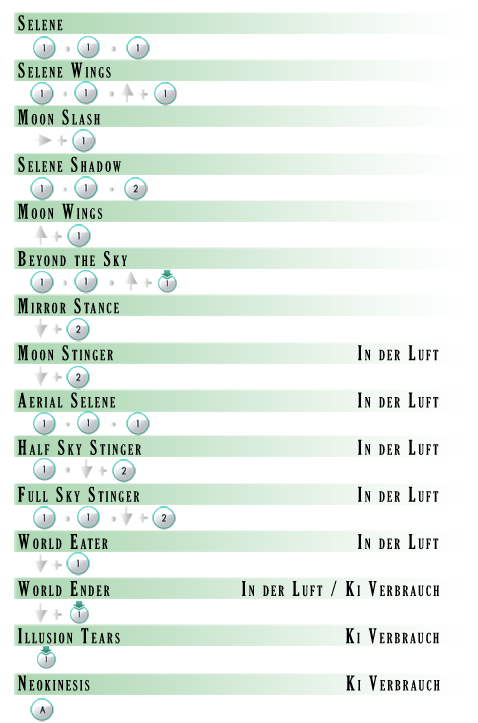 Selene
1 1 1
Selene Wings
1 1 + 1
Moon Slash
+ 1
Selene Shadow
1 1 2
Moon Wings
+ 1
Beyond the Sky
1 1 + 1
Mirror Stance
+ 2
Moon Stinger In der Luft
+ 2
Aerial Selene In der Luft
1 1 1
Half Sky Stinger In der Luft
1 + 2
Full Sky Stinger In der Luft
1 1 + 2
World Eater In der Luft
+ 1
World Ender In der Luft / Ki Verbrauch
+ 1
Illusion Tears Ki Verbrauch
1
Neokinesis Ki Verbrauch
A